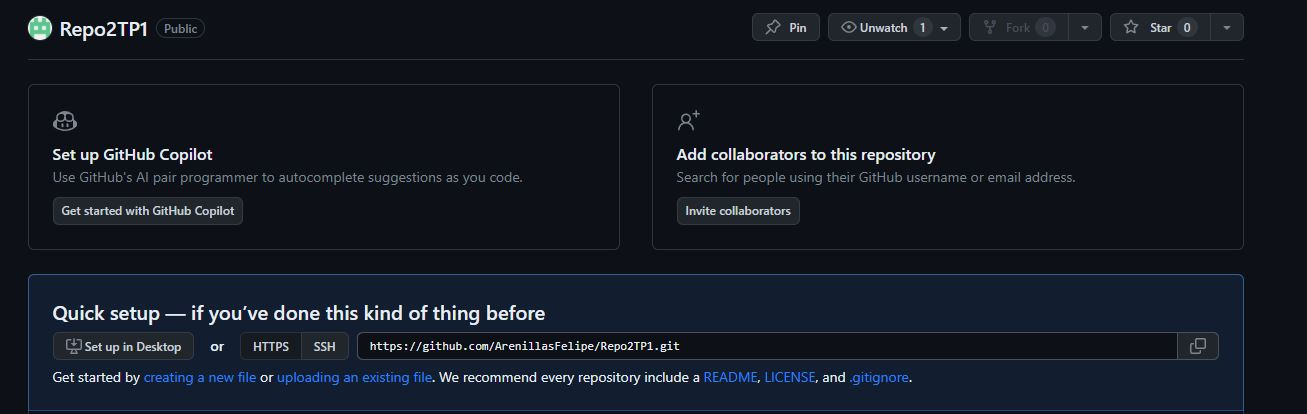 Repo2TP1 Public Pin Unwatch 1 Fork 0 Star 0
Set up GitHub Copilot
Use GitHub's AI pair programmer to autocomplete suggestions as you code.
Get started with GitHub Copilot
Add collaborators to this repository
Search for people using their GitHub username or email address.
Invite collaborators
Quick setup — if you’ve done this kind of thing before
Set up in Desktop or HTTPS SSH https://github.com/ArenillasFelipe/Repo2TP1.git
Get started by creating a new file or uploading an existing file. We recommend every repository include a README, LICENSE, and .gitignore.